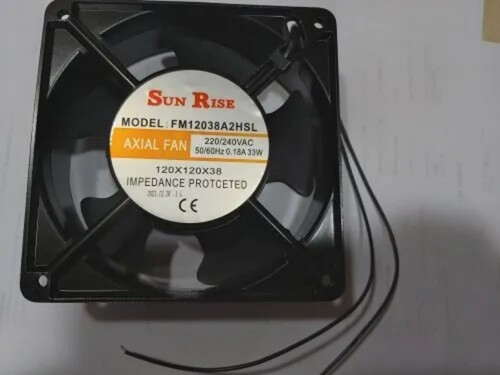 SUN RISE
MODEL: FM12038A2HSL
AXIAL FAN
220/240VAC
50/60Hz 0.18A 33W
120X120X38
IMPEDANCE PROTCETED
CE